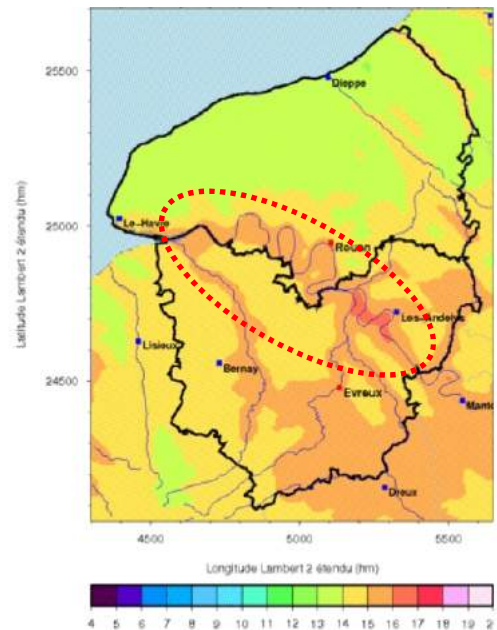 25500
Dieppe
Latitude Lambert 2 étendu (hm)
25000
Le-Havre
Rouen
Les-Andelys
Lisieux
Bernay
24500
Evreux
Dreux
4500 5000 5500
Longitude Lambert 2 étendu (hm)
4 5 6 7 8 9 10 11 12 13 14 15 16 17 18 19 2